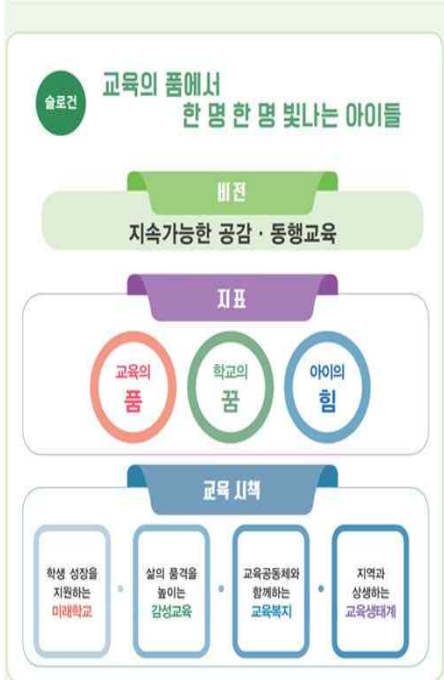 슬로건
교육의 품에서
한 명 한 명 빛나는 아이들
비전
지속가능한 공감 · 동행교육
지표
교육의
품
학교의
꿈
아이의
힘
교육 시책
학생 성장을
지원하는
미래학교
삶의 품격을
높이는
감성교육
교육공동체와
함께하는
교육복지
지역과
상생하는
교육생태계